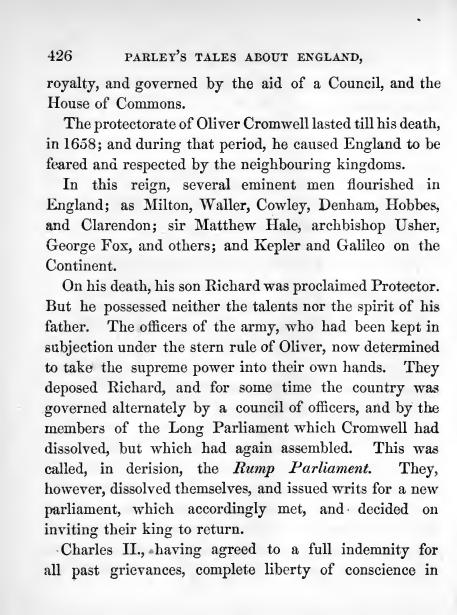 426 PARLEY'S TALES ABOUT ENGLAND,
royalty, and governed by the aid of a Council, and the
House of Commons.
The protectorate of Oliver Cromwell lasted till his death,
in 1658; and during that period, he caused England to be
feared and respected by the neighbouring kingdoms.
In this reign, several eminent men flourished in
England; as Milton, Waller, Cowley, Denham, Hobbes,
and Clarendon; sir Matthew Hale, archbishop Usher,
George Fox, and others; and Kepler and Galileo on the
Continent.
On his death, his son Richard was proclaimed Protector.
But he possessed neither the talents nor the spirit of his
father. The officers of the army, who had been kept in
subjection under the stern rule of Oliver, now determined
to take the supreme power into their own hands. They
deposed Richard, and for some time the country was
governed alternately by a council of officers, and by the
members of the Long Parliament which Cromwell had
dissolved, but which had again assembled. This was
called, in derision, the Rump Parliament. They,
however, dissolved themselves, and issued writs for a new
parliament, which accordingly met, and decided on
inviting their king to return.
Charles II., having agreed to a full indemnity for
all past grievances, complete liberty of conscience in